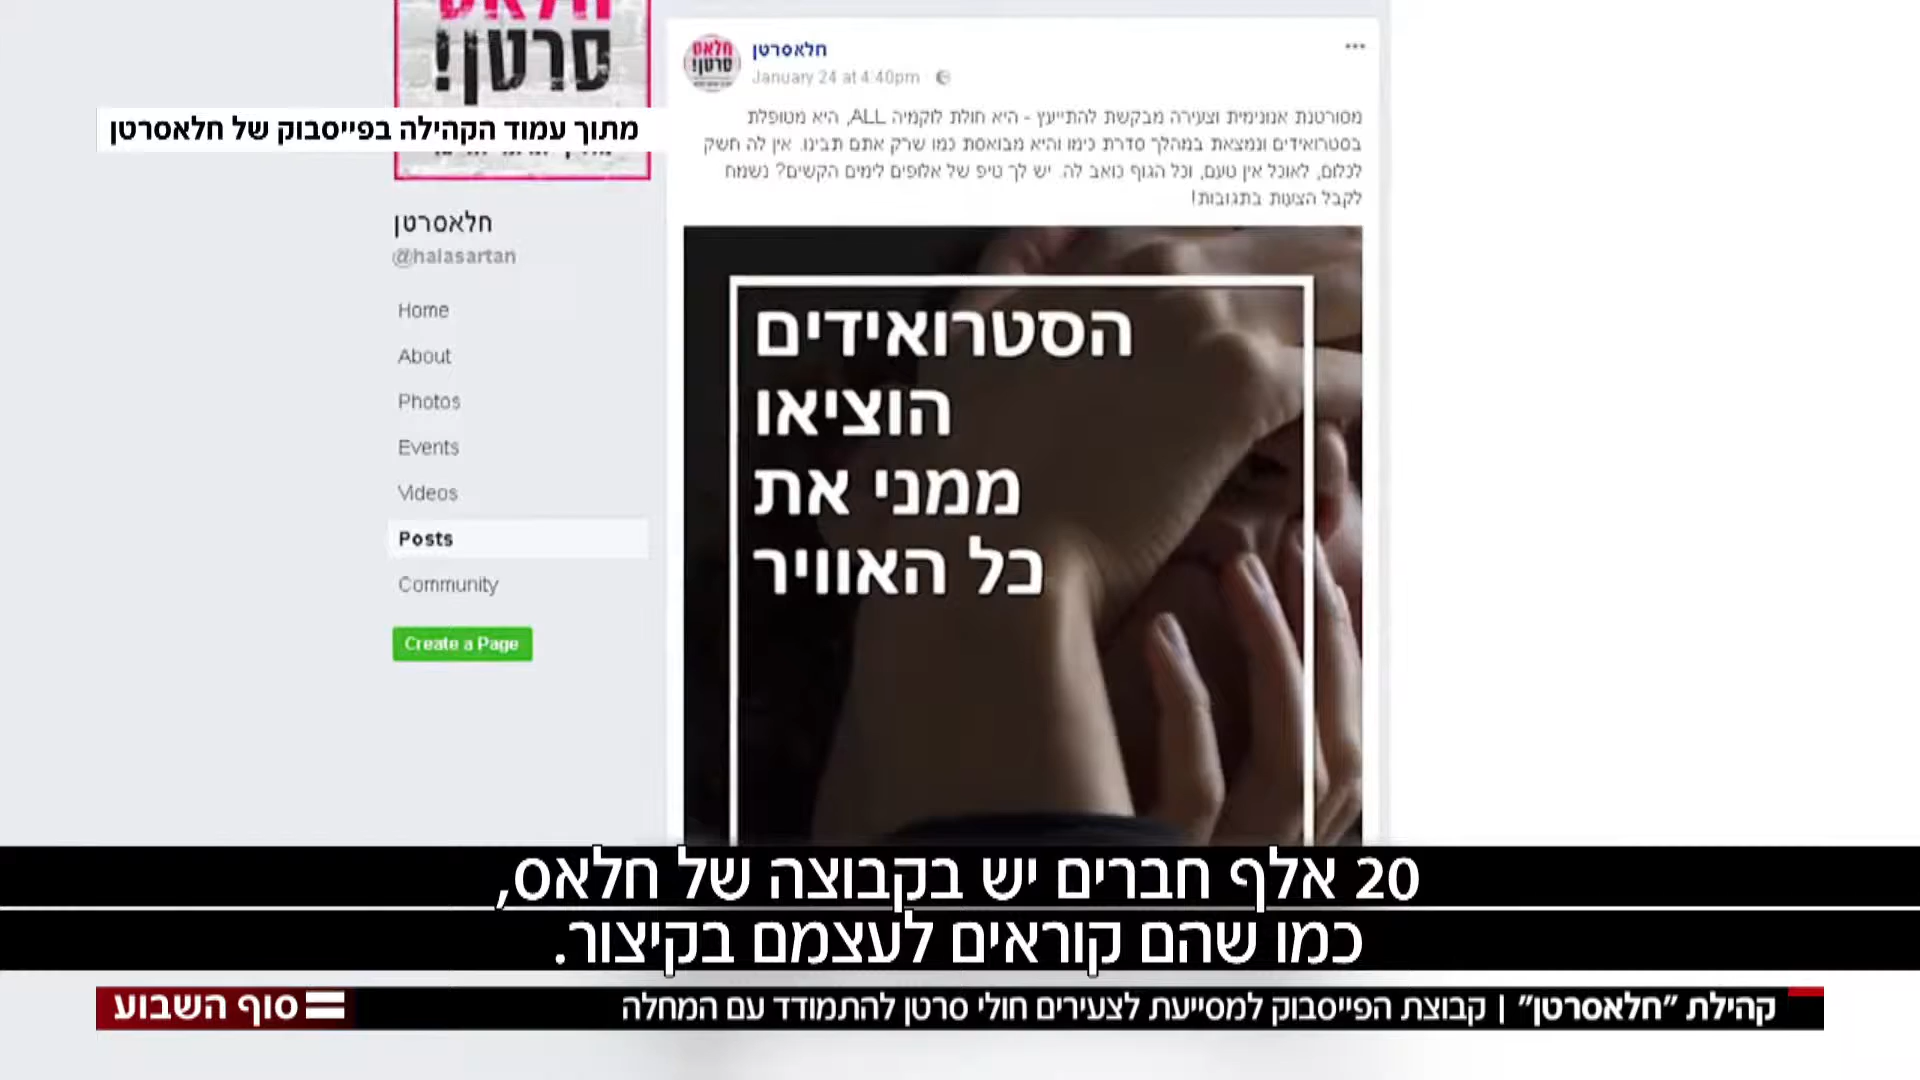 חלאס
סרטן!
מתוך עמוד הקהילה בפייסבוק של חלאסרטן
חלאסרטן
@halasartan
Home
About
Photos
Events
Videos
Posts
Community
Create a Page
חלאס
סרטן!
חלאסרטן
January 24 at 4:40pm
מסורטנת אנונימית וצעירה מבקשת להתייעץ - היא חולת לוקמיה ALL, היא מטופלת
בסטרואידים ונמצאת במהלך סדרת כימו והיא מבואסת כמו שרק אתם תבינו. אין לה חשק
לכלום, לאוכל אין טעם, וכל הגוף כואב לה. יש לך טיפ של אלופים לימים הקשים? נשמח
לקבל הצעות בתגובות!
הסטרואידים
הוציאו
ממני את
כל האוויר
20 אלף חברים יש בקבוצה של חלאס,
כמו שהם קוראים לעצמם בקיצור.
קהילת "חלאסרטן" | קבוצת הפייסבוק למסייעת לצעירים חולי סרטן להתמודד עם המחלה
סוף השבוע